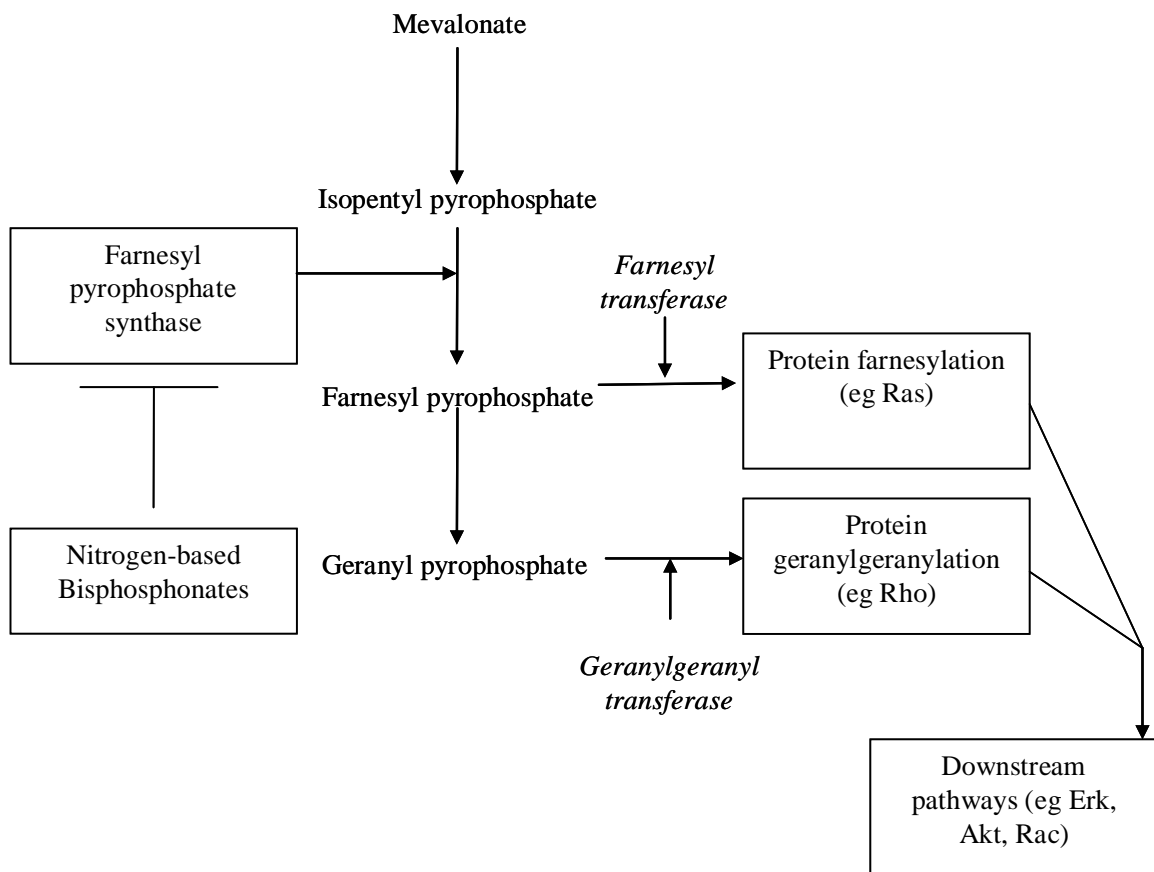 Mevalonate
Isopentyl pyrophosphate
Farnesyl
pyrophosphate
synthase
Farnesyl
transferase
Farnesyl pyrophosphate
Protein farnesylation
(eg Ras)
Nitrogen-based
Bisphosphonates
Geranyl pyrophosphate
Protein
geranylgeranylation
(eg Rho)
Geranylgeranyl
transferase
Downstream
pathways (eg Erk,
Akt, Rac)